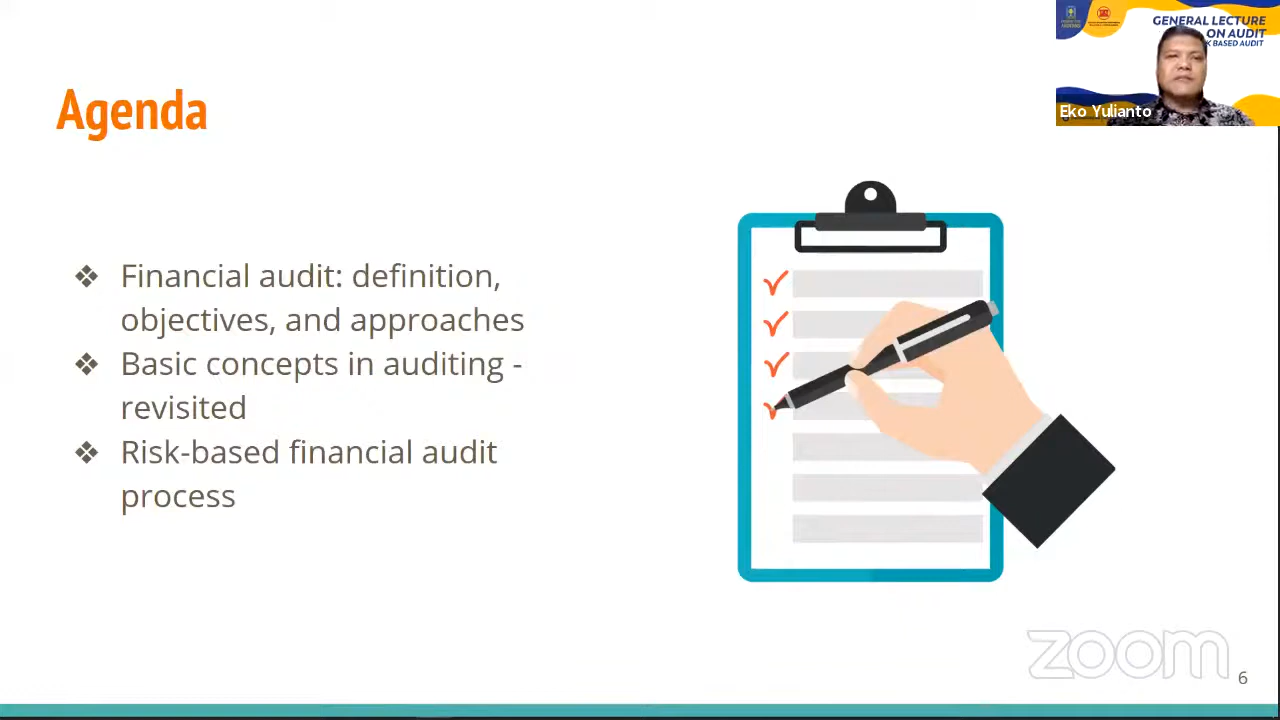 Agenda
❖ Financial audit: definition,
objectives, and approaches
❖ Basic concepts in auditing -
revisited
❖ Risk-based financial audit
process
GENERAL LECTURE
ON AUDIT
K BASED AUDIT
Eko Yulianto
zoom
6